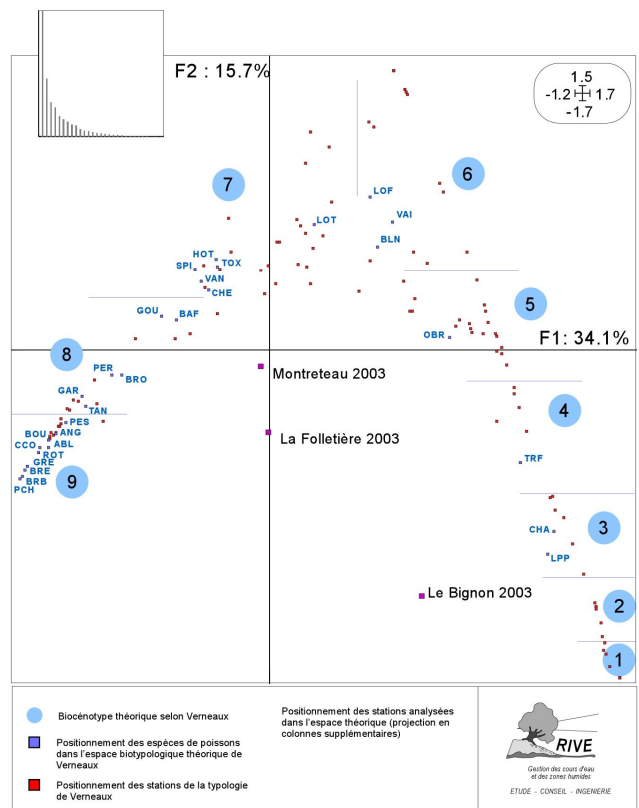 F2 : 15.7%
1.5
-1.2 1.7
-1.7
7
6
LOF
LOT
VAI
BLN
HOT
TOX
SPI
VAN
CHE
GOU
BAF
5
OBR
F1: 34.1%
8
PER
BRO
Montreteau 2003
GAR
TAN
4
PES
BOU
ANG
La Folletière 2003
CCO
ABL
ROT
GRE
BRE
BRB
PCH
9
TRF
3
CHA
LPP
Le Bignon 2003
2
1
Biocénotype théorique selon Verneaux
Positionnement des espèces de poissons
dans l'espace biotypologique théorique de
Verneaux
Positionnement des stations de la typologie
de Verneaux
Positionnement des stations analysées
dans l'espace théorique (projection en
colonnes supplémentaires)
RIVE
Gestion des cours d'eau
et des zones humides
ETUDE - CONSEIL - INGENIERIE